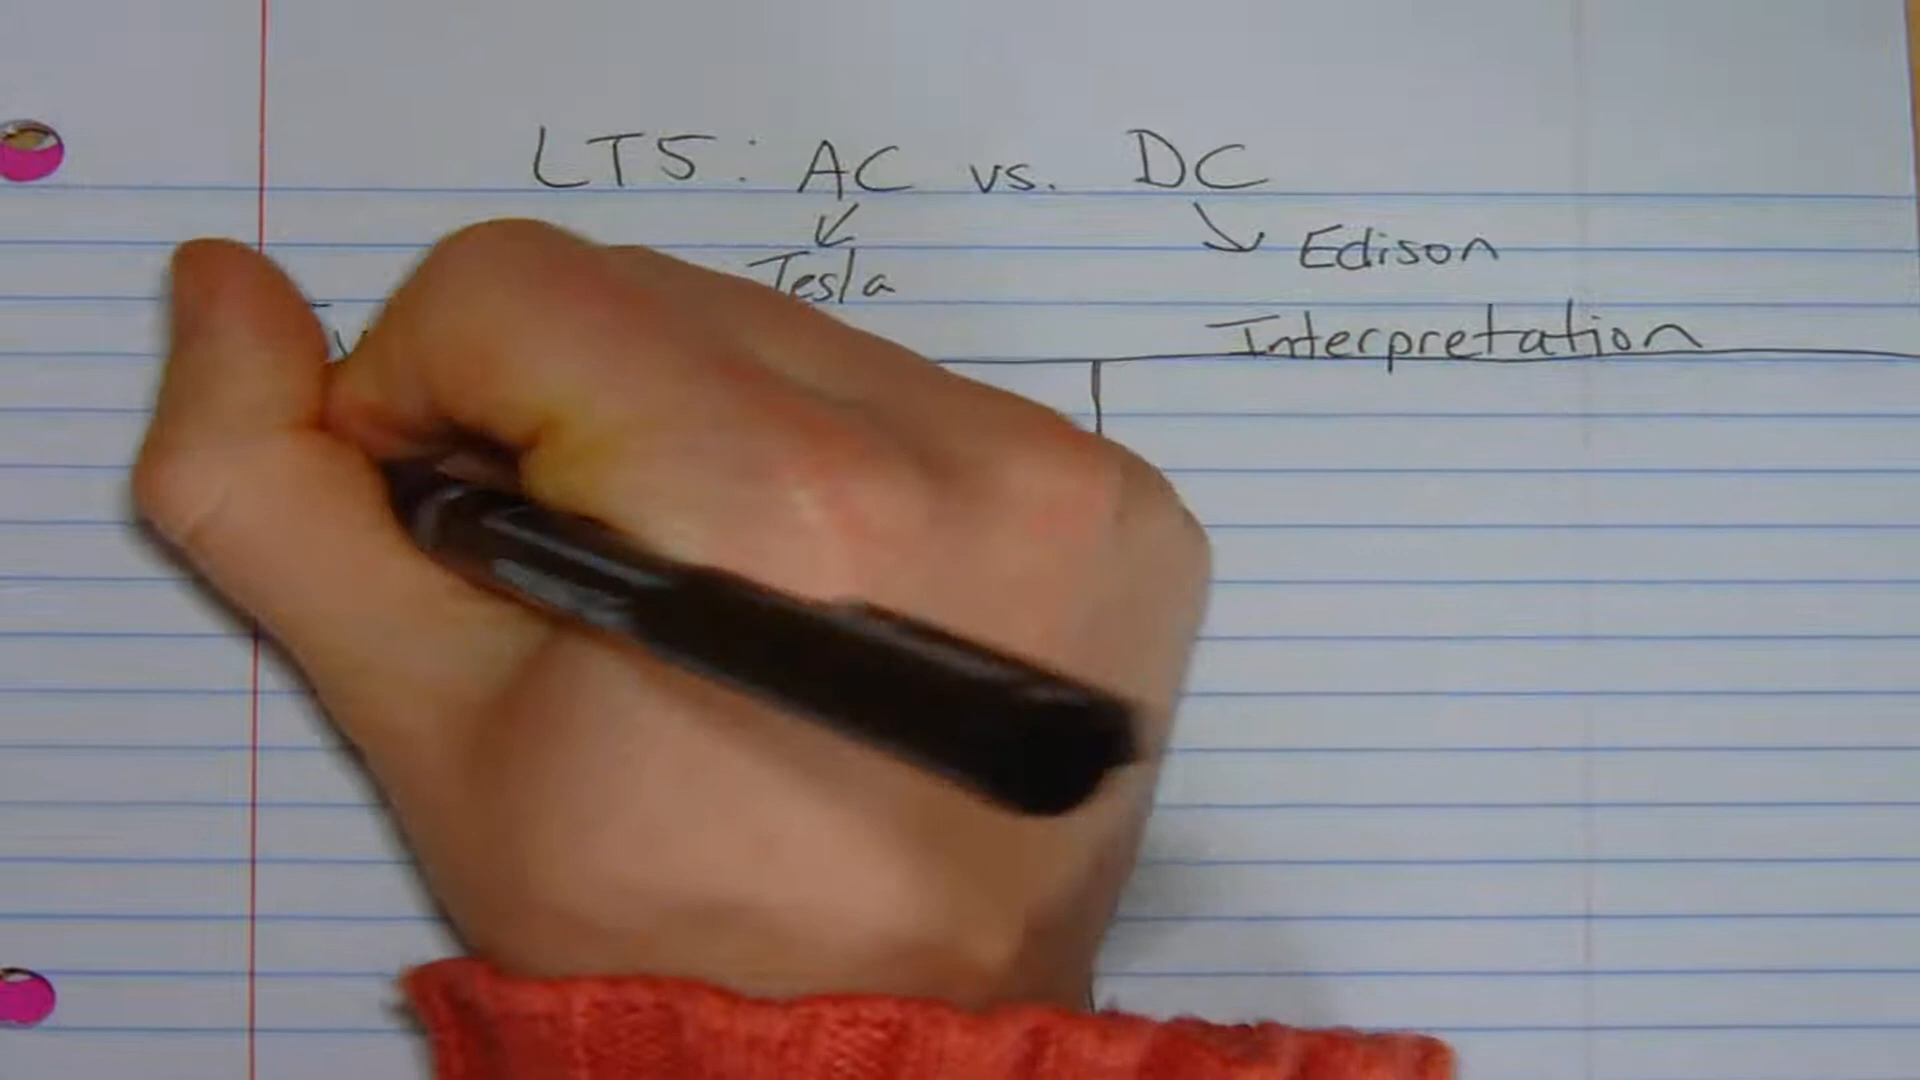 LT5: AC vs. DC
↙ ↘ Edison
Tesla
Interpretation